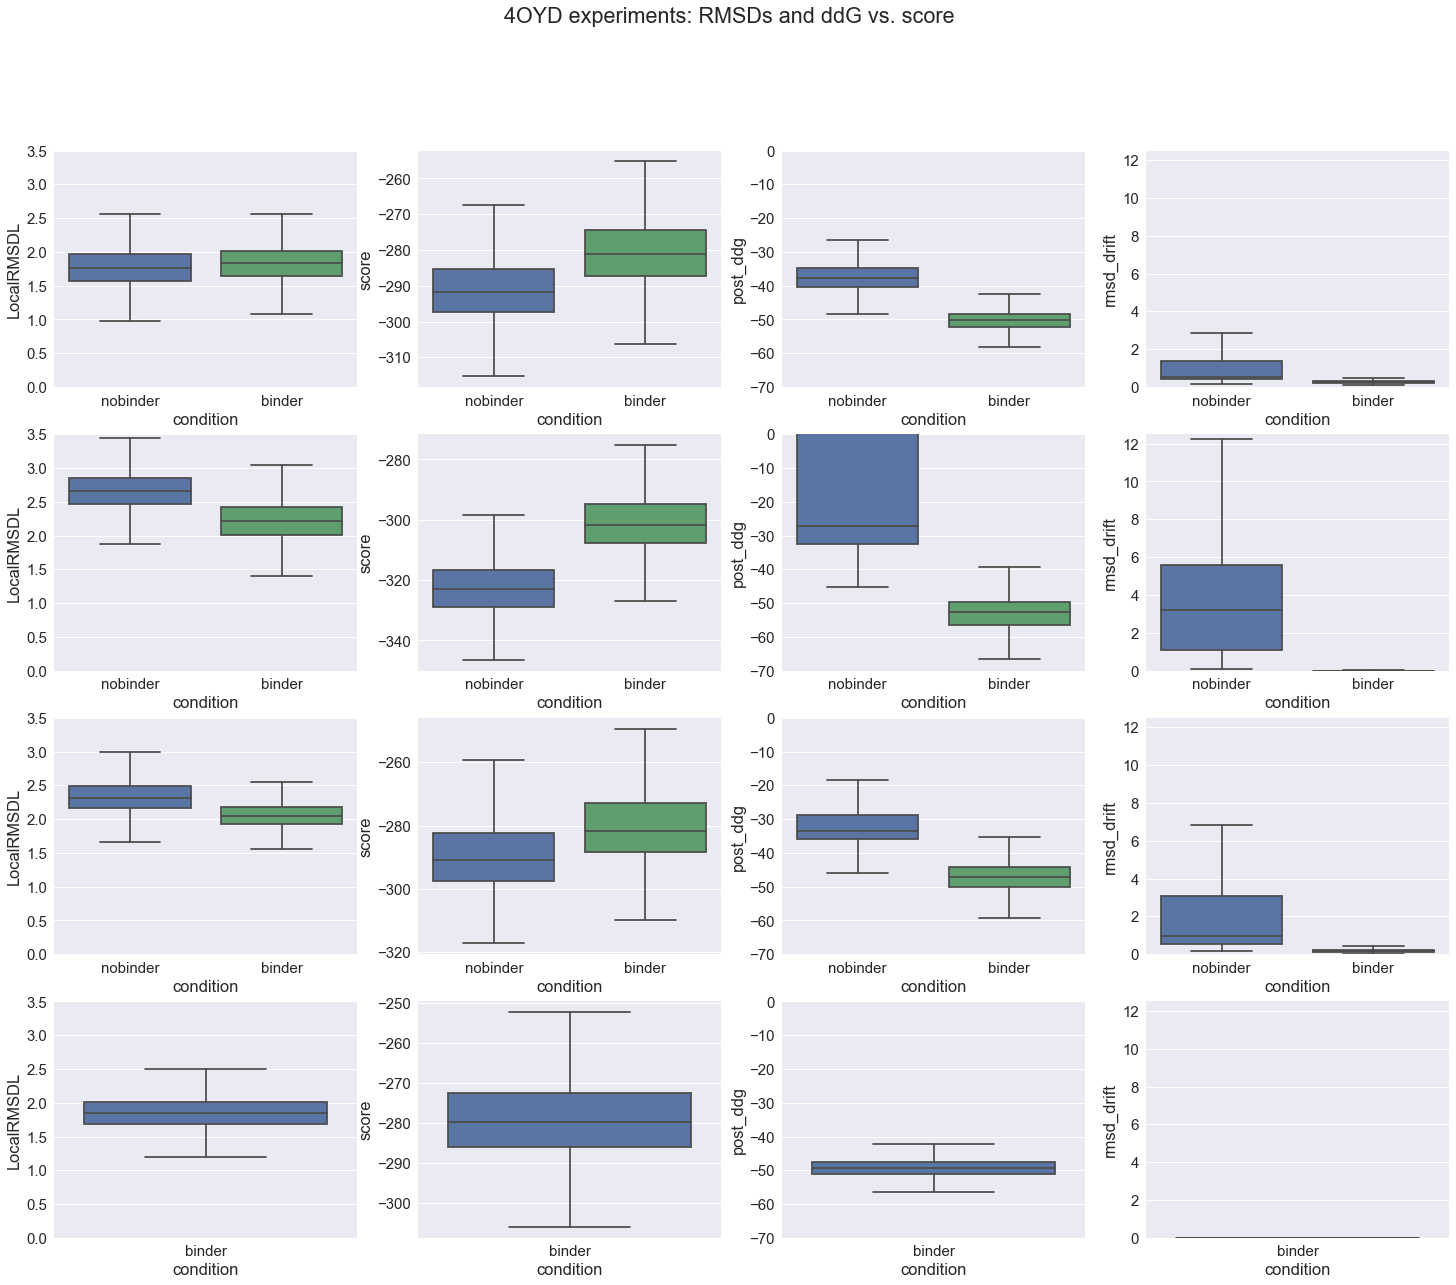 4OYD experiments: RMSDs and ddG vs. score
3.5
3.0
2.5
2.0
1.5
1.0
0.5
0.0
LocalRMSDL
nobinder binder
condition
−260
−270
−280
−290
−300
−310
score
nobinder binder
condition
0
−10
−20
−30
−40
−50
−60
−70
post_ddg
nobinder binder
condition
12
10
8
6
4
2
0
rmsd_drift
nobinder binder
condition
3.5
3.0
2.5
2.0
1.5
1.0
0.5
0.0
LocalRMSDL
nobinder binder
condition
−280
−300
−320
−340
score
nobinder binder
condition
0
−10
−20
−30
−40
−50
−60
−70
post_ddg
nobinder binder
condition
12
10
8
6
4
2
0
rmsd_drift
nobinder binder
condition
3.5
3.0
2.5
2.0
1.5
1.0
0.5
0.0
LocalRMSDL
nobinder binder
condition
−260
−280
−300
−320
score
nobinder binder
condition
0
−10
−20
−30
−40
−50
−60
−70
post_ddg
nobinder binder
condition
12
10
8
6
4
2
0
rmsd_drift
nobinder binder
condition
3.5
3.0
2.5
2.0
1.5
1.0
0.5
0.0
LocalRMSDL
binder
condition
−250
−260
−270
−280
−290
−300
score
binder
condition
0
−10
−20
−30
−40
−50
−60
−70
post_ddg
binder
condition
12
10
8
6
4
2
0
rmsd_drift
binder
condition